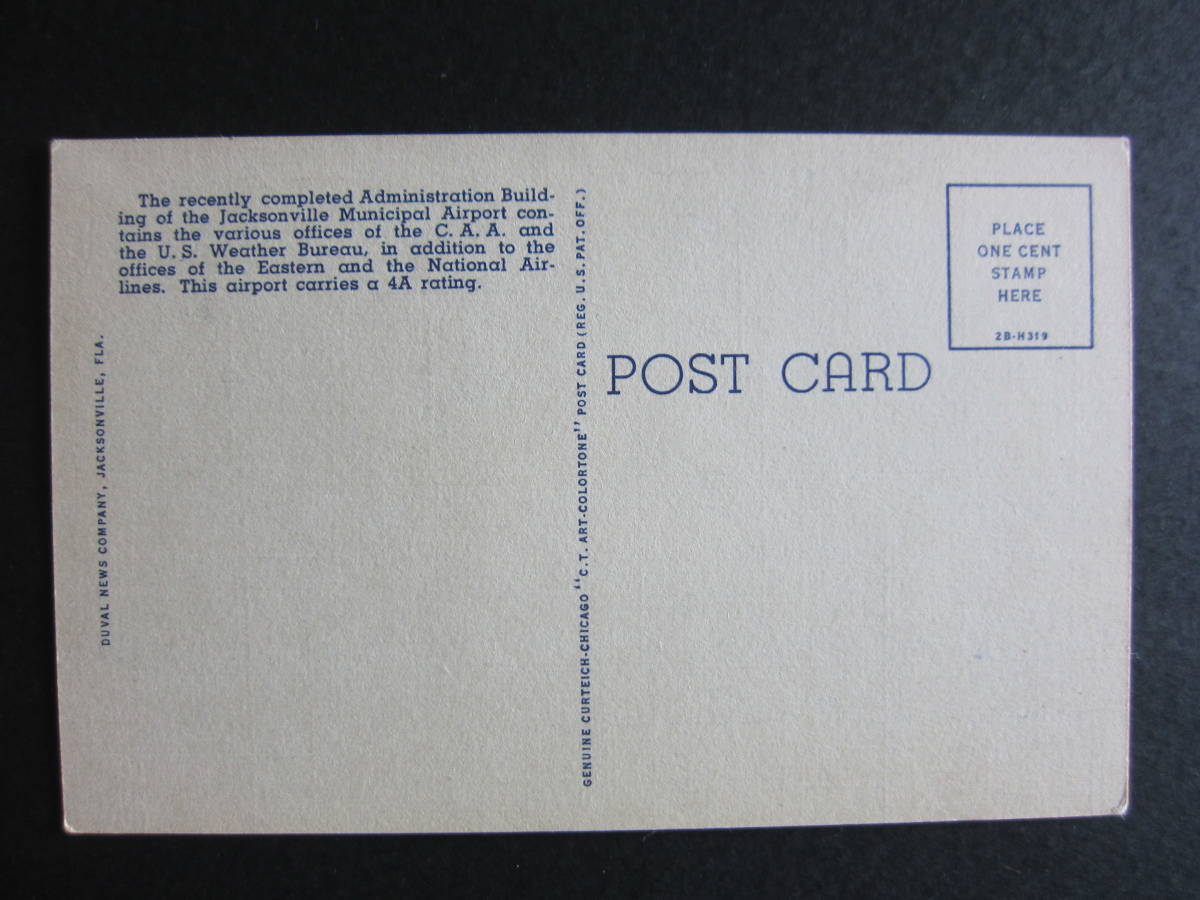 The recently completed Administration Build-
ing of the Jacksonville Municipal Airport con-
tains the various offices of the C. A. A. and
the U. S. Weather Bureau, in addition to the
offices of the Eastern and the National Air-
lines. This airport carries a 4A rating.
DUVAL NEWS COMPANY, JACKSONVILLE, FLA.
GENUINE CURTEICH-CHICAGO "C.T. ART-COLORTONE" POST CARD (REG. U.S. PAT. OFF.)
POST CARD
PLACE
ONE CENT
STAMP
HERE
2B-H319